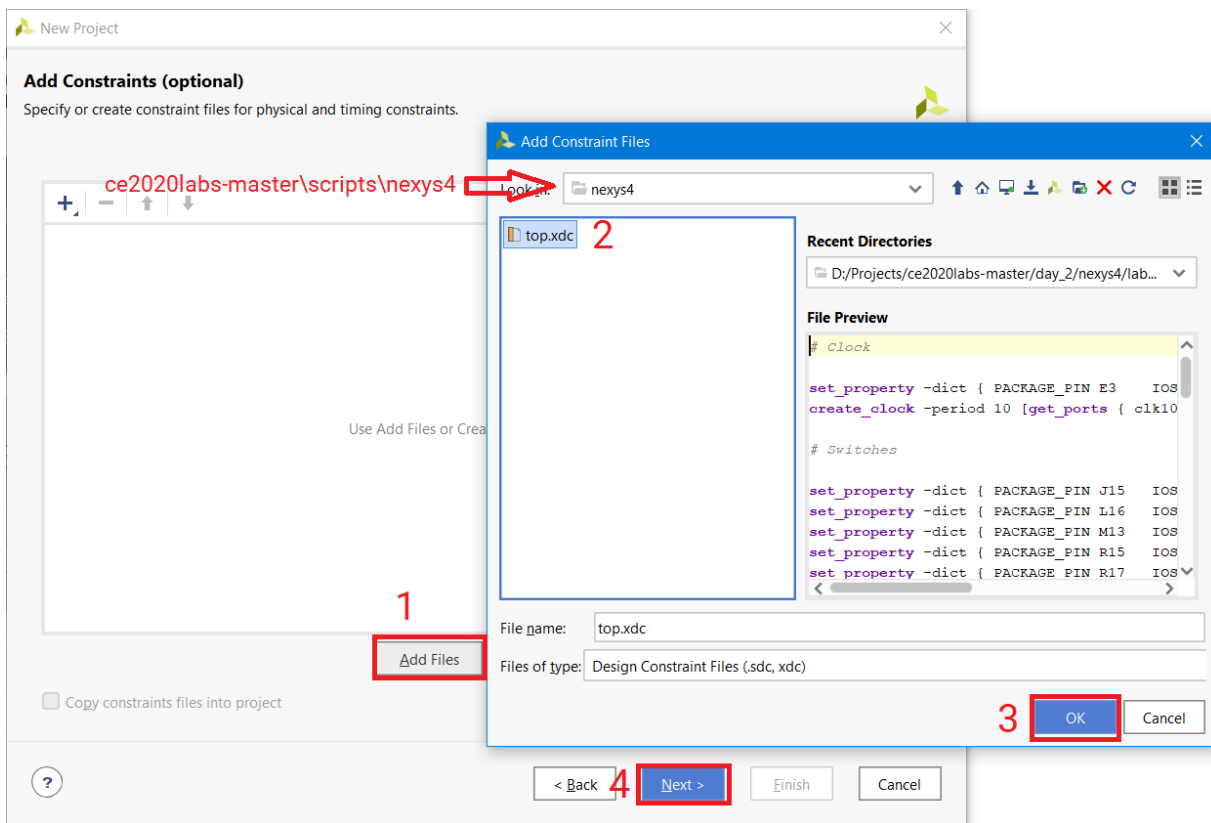 New Project
Add Constraints (optional)
Specify or create constraint files for physical and timing constraints.
ce2020labs-master\scripts\nexys4
Use Add Files or Crea
1
Add Files
Copy constraints files into project
?
< Back
4
Next >
Finish
Cancel
Add Constraint Files
Look in:
nexys4
top.xdc
2
Recent Directories
D:/Projects/ce2020labs-master/day_2/nexys4/lab...
File Preview
# Clock
set_property -dict { PACKAGE_PIN E3 IOS
create_clock -period 10 [get_ports { clk10
# Switches
set_property -dict { PACKAGE_PIN J15 IOS
set_property -dict { PACKAGE_PIN L16 IOS
set_property -dict { PACKAGE_PIN M13 IOS
set_property -dict { PACKAGE_PIN R15 IOS
set_property -dict { PACKAGE_PIN R17 IOS
File name: top.xdc
Files of type: Design Constraint Files (.sdc, xdc)
3
OK
Cancel